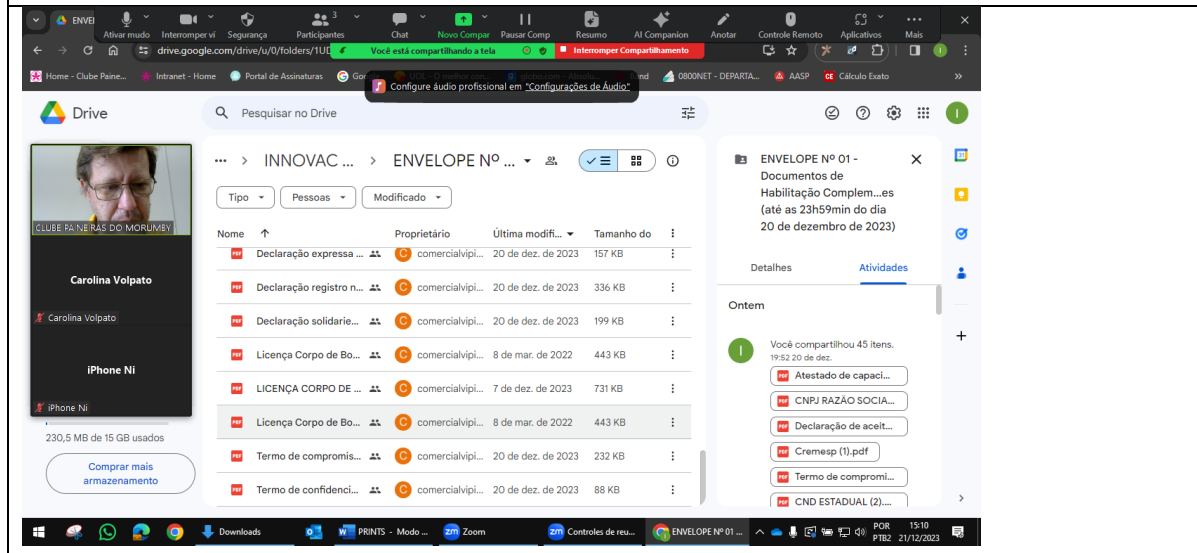 ENVEL
3
Ativar mudo Interromper ví Segurança Participantes Chat Novo Compar Pausar Comp Resumo AI Companion Anotar Controle Remoto Aplicativos Mais
drive.google.com/drive/u/0/folders/1UD
Você está compartilhando a tela Interromper Compartilhamento
Home - Clube Paine... Intranet - Home Portal de Assinaturas 0800NET - DEPARTA... AASP Cálculo Exato
Configure áudio profissional em "Configurações de Áudio"
Drive
Pesquisar no Drive
INNOVAC ... > ENVELOPE Nº ...
Tipo Pessoas Modificado
Nome Proprietário Última modifi... Tamanho do
Declaração expressa ... comercialvipi... 20 de dez. de 2023 157 KB
Declaração registro n... comercialvipi... 20 de dez. de 2023 336 KB
Declaração solidarie... comercialvipi... 20 de dez. de 2023 199 KB
Licença Corpo de Bo... comercialvipi... 8 de mar. de 2022 443 KB
LICENÇA CORPO DE ... comercialvipi... 7 de dez. de 2023 731 KB
Licença Corpo de Bo... comercialvipi... 8 de mar. de 2022 443 KB
Termo de compromis... comercialvipi... 20 de dez. de 2023 232 KB
Termo de confidenci... comercialvipi... 20 de dez. de 2023 88 KB
CLUBE PANEIRAS DO MORUMBY
Carolina Volpato
Carolina Volpato
iPhone Ni
iPhone Ni
230,5 MB de 15 GB usados
Comprar mais
armazenamento
ENVELOPE Nº 01 -
Documentos de
Habilitação Complem...es
(até as 23h59min do dia
20 de dezembro de 2023)
Detalhes Atividades
Ontem
Você compartilhou 45 itens.
19:52 20 de dez.
Atestado de capaci...
CNPJ RAZÃO SOCIA...
Declaração de aceit...
Cremesp (1).pdf
Termo de compromi...
CND ESTADUAL (2)....
Downloads PRINTS - Modo ... Zoom Controles de reu... ENVELOPE Nº 01 ...
POR 15:10
PTB2 21/12/2023